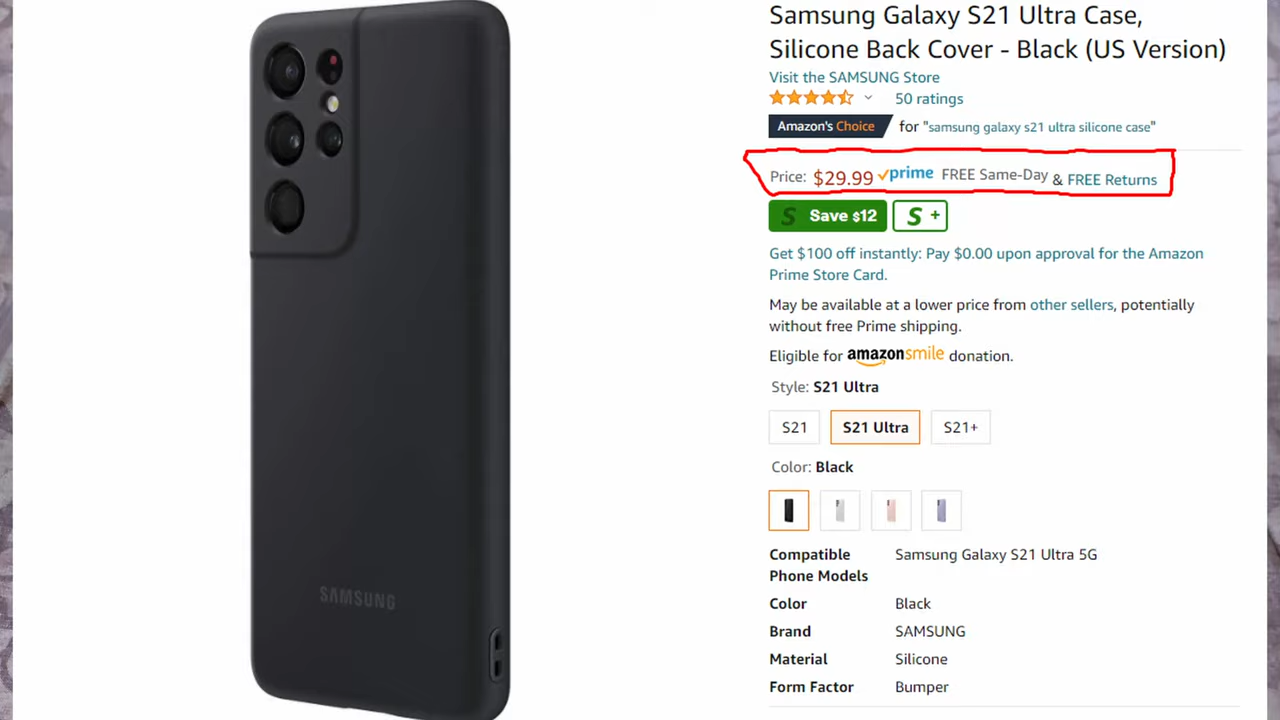 Samsung Galaxy S21 Ultra Case,
Silicone Back Cover - Black (US Version)
Visit the SAMSUNG Store
50 ratings
Amazon's Choice for "samsung galaxy s21 ultra silicone case"
Price: $29.99 prime FREE Same-Day & FREE Returns
S Save $12 S +
Get $100 off instantly: Pay $0.00 upon approval for the Amazon
Prime Store Card.
May be available at a lower price from other sellers, potentially
without free Prime shipping.
Eligible for amazonsmile donation.
Style: S21 Ultra
S21 S21 Ultra S21+
Color: Black
Compatible Phone Models Samsung Galaxy S21 Ultra 5G
Color Black
Brand SAMSUNG
Material Silicone
Form Factor Bumper
SAMSUNG